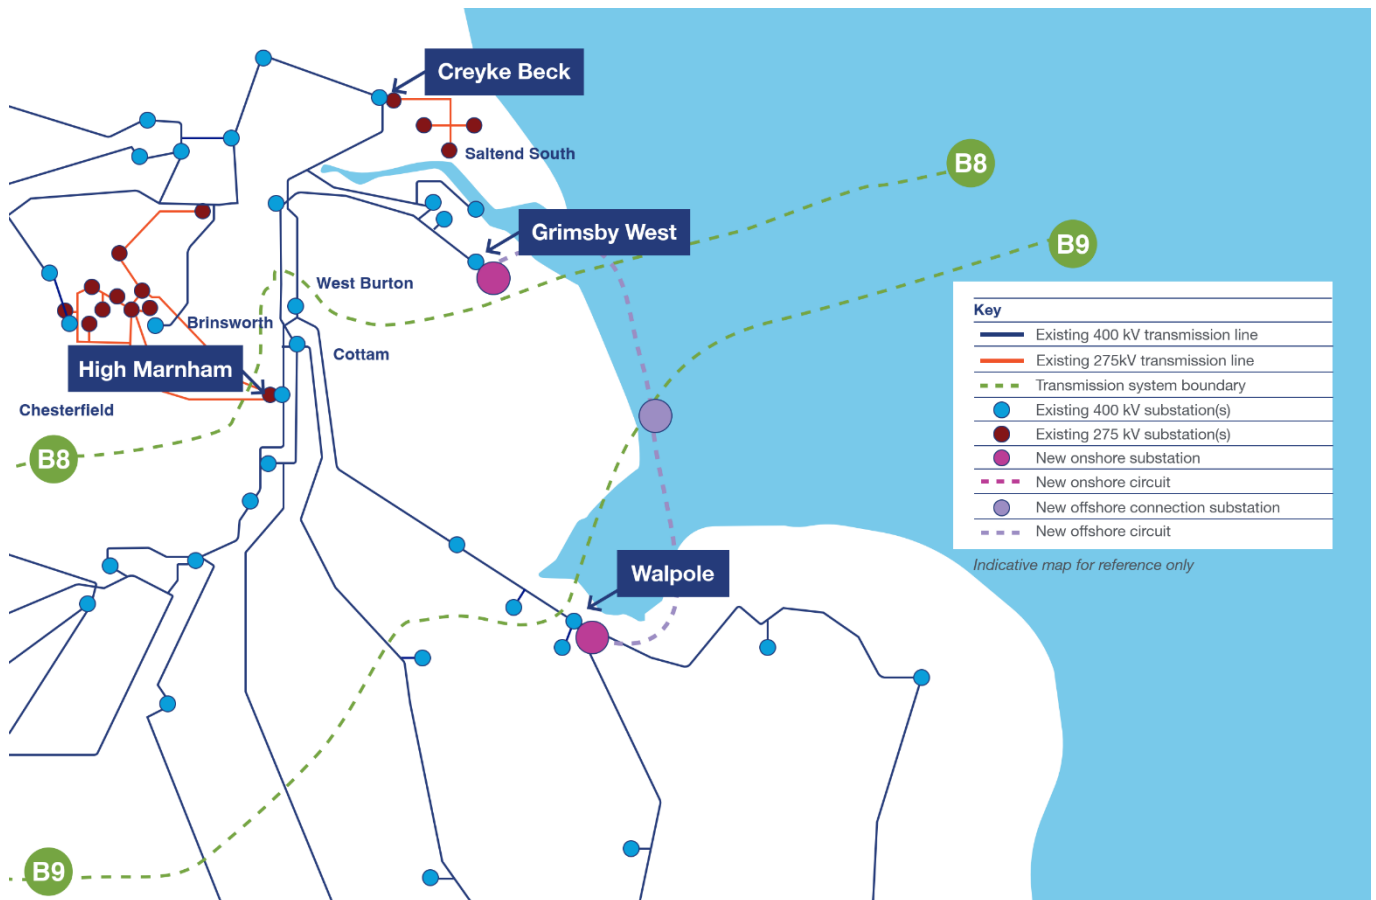 Creyke Beck
Saltend South
B8
Grimsby West
B9
West Burton
Brinsworth
Cottam
High Marnham
Chesterfield
B8
Key
Existing 400 kV transmission line
Existing 275kV transmission line
Transmission system boundary
Existing 400 kV substation(s)
Existing 275 kV substation(s)
New onshore substation
New onshore circuit
New offshore connection substation
New offshore circuit
Indicative map for reference only
Walpole
B9